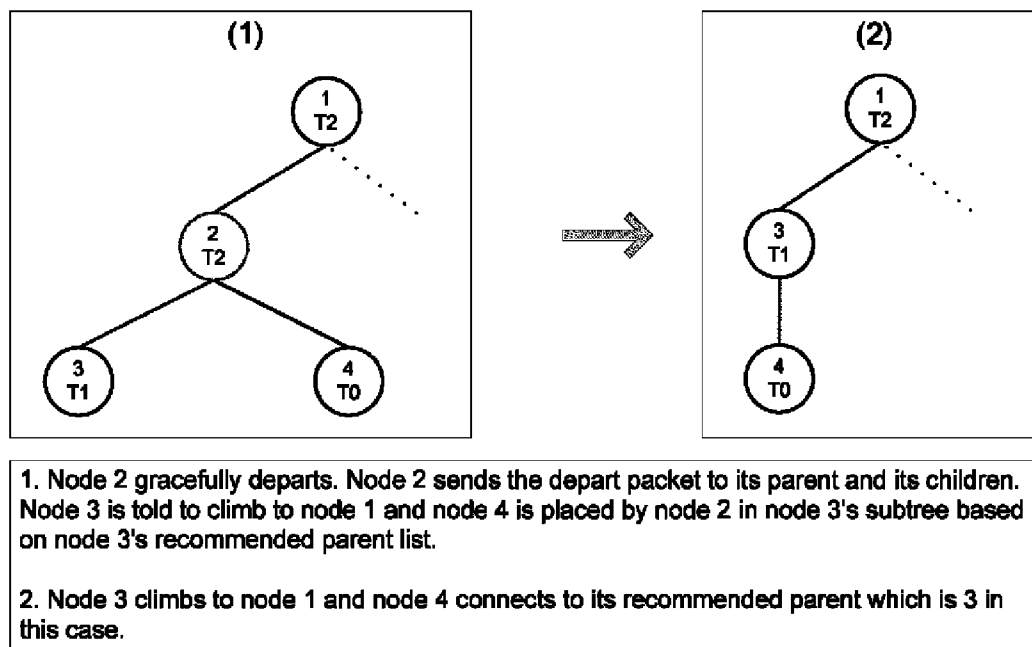 (1)
1
T2
2
T2
3
T1
4
T0
(2)
1
T2
3
T1
4
T0
1. Node 2 gracefully departs. Node 2 sends the depart packet to its parent and its children.
Node 3 is told to climb to node 1 and node 4 is placed by node 2 in node 3's subtree based
on node 3's recommended parent list.
2. Node 3 climbs to node 1 and node 4 connects to its recommended parent which is 3 in
this case.